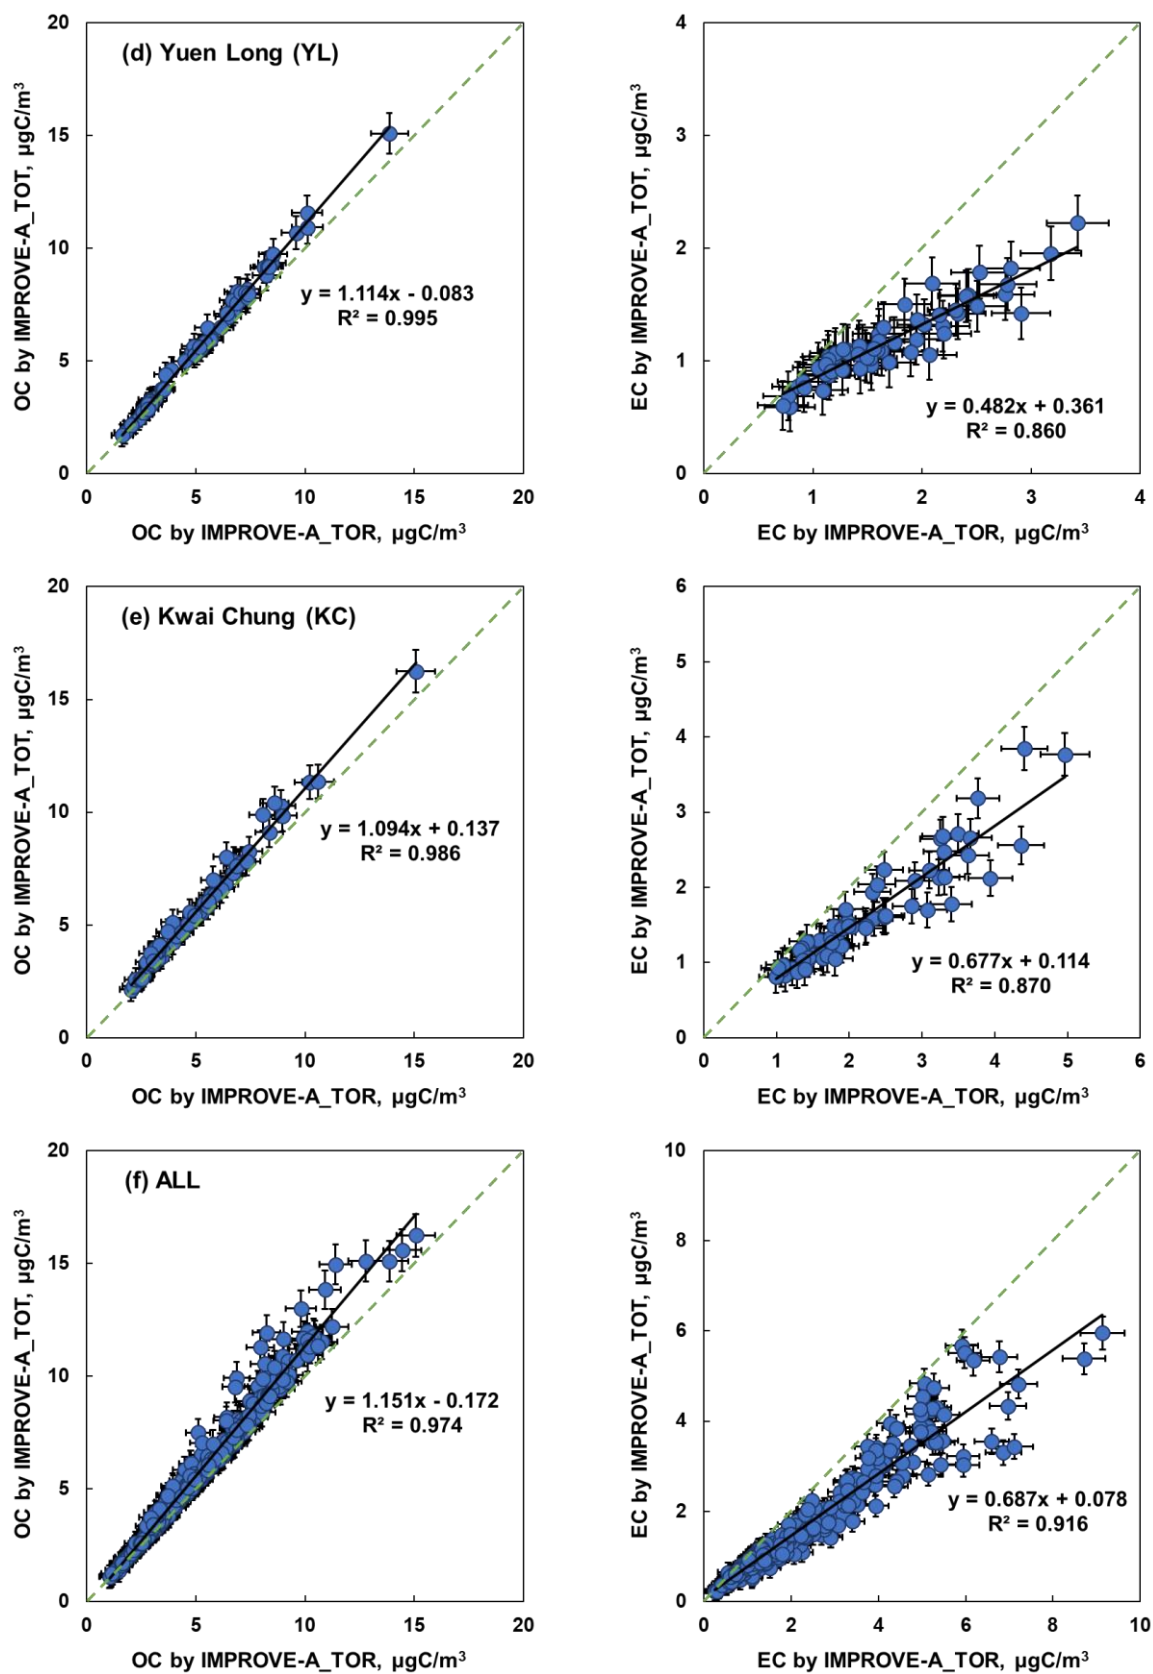 20
15
10
5
0
OC by IMPROVE-A_TOT, µgC/m³
(d) Yuen Long (YL)
y = 1.114x - 0.083
R² = 0.995
0 5 10 15 20
OC by IMPROVE-A_TOR, µgC/m³
4
3
2
1
0
EC by IMPROVE-A_TOT, µgC/m³
y = 0.482x + 0.361
R² = 0.860
0 1 2 3 4
EC by IMPROVE-A_TOR, µgC/m³
20
15
10
5
0
OC by IMPROVE-A_TOT, µgC/m³
(e) Kwai Chung (KC)
y = 1.094x + 0.137
R² = 0.986
0 5 10 15 20
OC by IMPROVE-A_TOR, µgC/m³
6
5
4
3
2
1
0
EC by IMPROVE-A_TOT, µgC/m³
y = 0.677x + 0.114
R² = 0.870
0 1 2 3 4 5 6
EC by IMPROVE-A_TOR, µgC/m³
20
15
10
5
0
OC by IMPROVE-A_TOT, µgC/m³
(f) ALL
y = 1.151x - 0.172
R² = 0.974
0 5 10 15 20
OC by IMPROVE-A_TOR, µgC/m³
10
8
6
4
2
0
EC by IMPROVE-A_TOT, µgC/m³
y = 0.687x + 0.078
R² = 0.916
0 2 4 6 8 10
EC by IMPROVE-A_TOR, µgC/m³